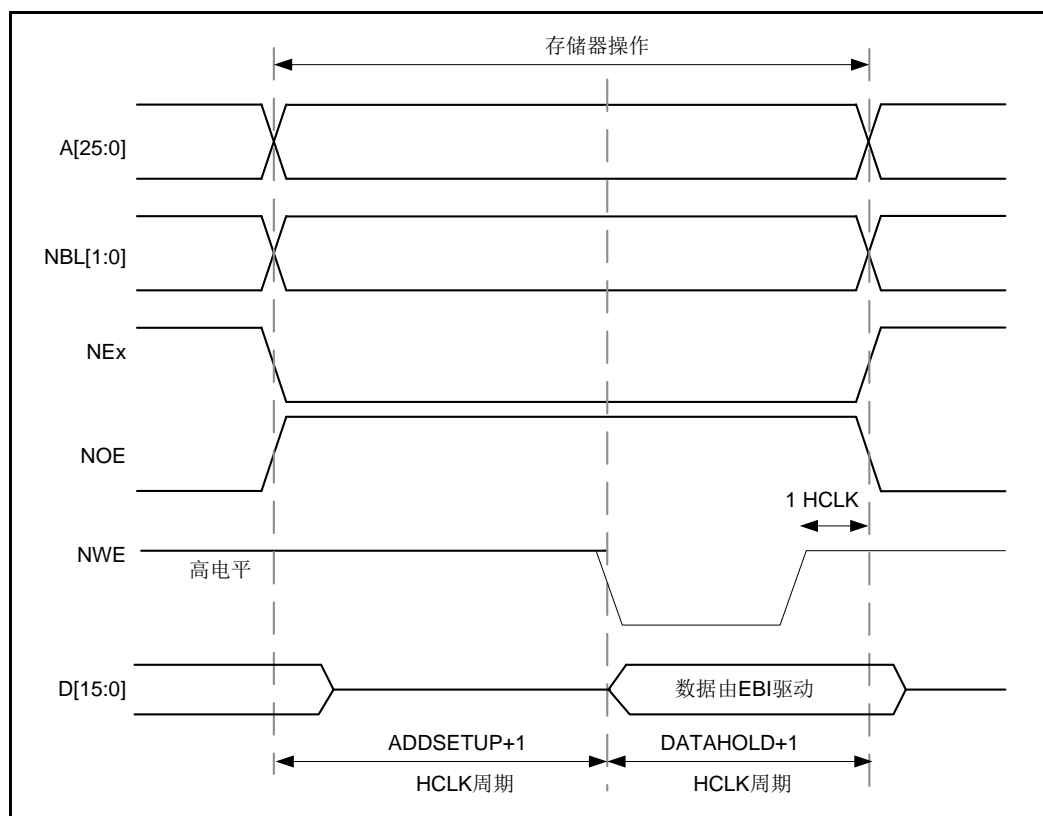 存储器操作
A[25:0]
NBL[1:0]
NEx
NOE
1 HCLK
NWE
高电平
D[15:0]
数据由EBI驱动
ADDSETUP+1
DATAHOLD+1
HCLK周期
HCLK周期